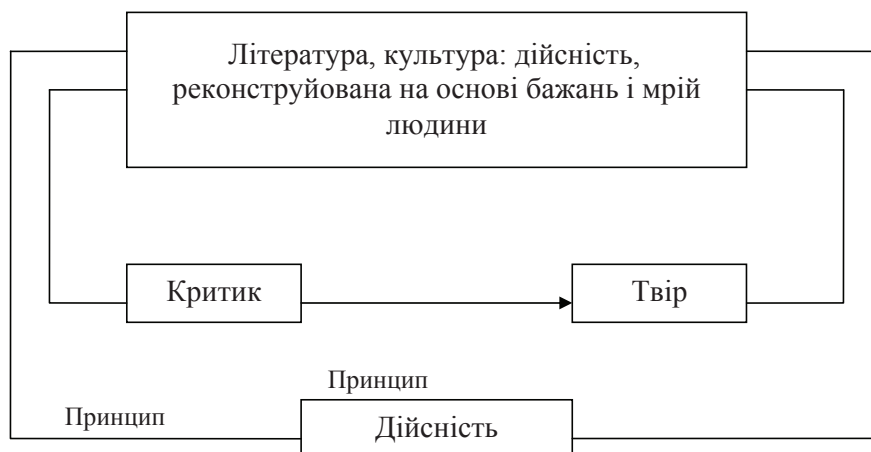 Література, культура: дійсність,
реконструйована на основі бажань і мрій
людини
Критик
Твір
Принцип
Принцип
Дійсність